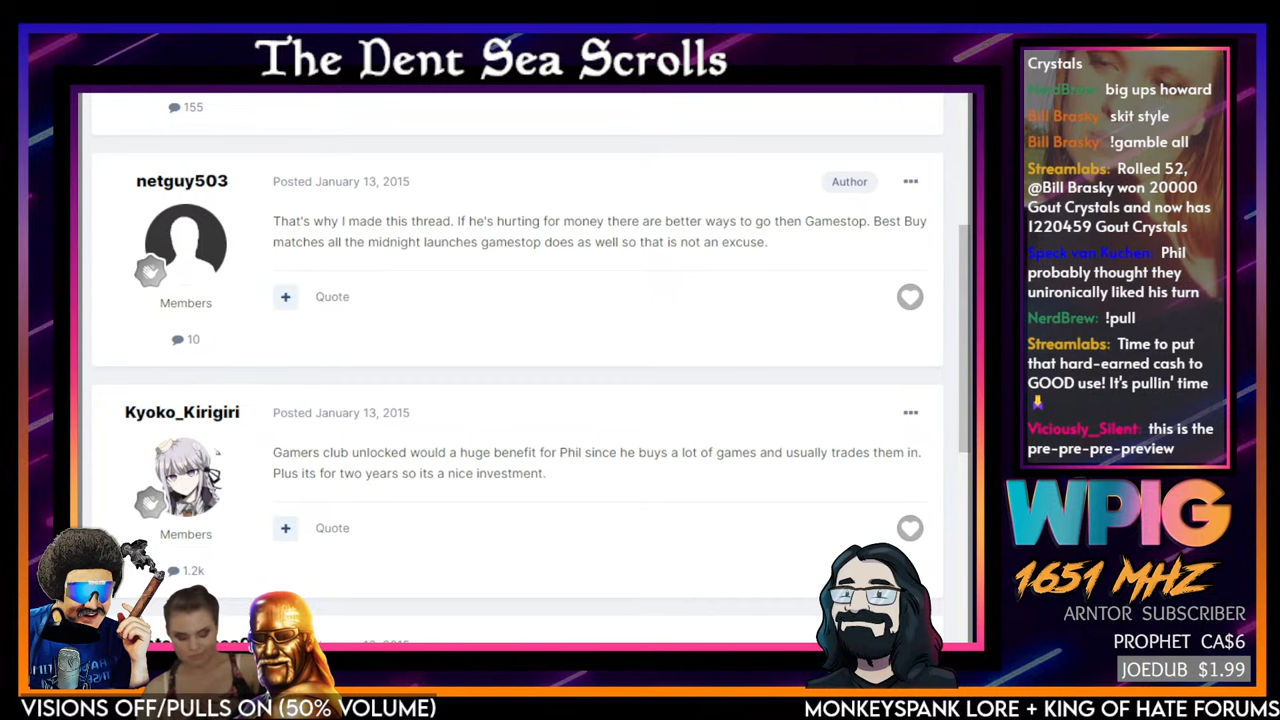 The Dent Sea Scrolls
155
netguy503
Posted January 13, 2015
Author
That's why I made this thread. If he's hurting for money there are better ways to go then Gamestop. Best Buy
matches all the midnight launches gamestop does as well so that is not an excuse.
Members
+ Quote
10
Kyoko_Kirigiri
Posted January 13, 2015
Gamers club unlocked would a huge benefit for Phil since he buys a lot of games and usually trades them in.
Plus its for two years so its a nice investment.
Members
+ Quote
1.2k
Crystals
NerdBrew: big ups howard
Bill Brasky: skit style
Bill Brasky: !gamble all
Streamlabs: Rolled 52,
@Bill Brasky won 20000
Gout Crystals and now has
1220459 Gout Crystals
Speck van Kuchen: Phil
probably thought they
unironically liked his turn
NerdBrew: !pull
Streamlabs: Time to put
that hard-earned cash to
GOOD use! It's pullin' time
Viciously_Silent: this is the
pre-pre-pre-preview
WPIG
1651 MHZ
ARNTOR SUBSCRIBER
PROPHET CA$6
JOEDUB $1.99
VISIONS OFF/PULLS ON (50% VOLUME)
MONKEYSPANK LORE + KING OF HATE FORUMS